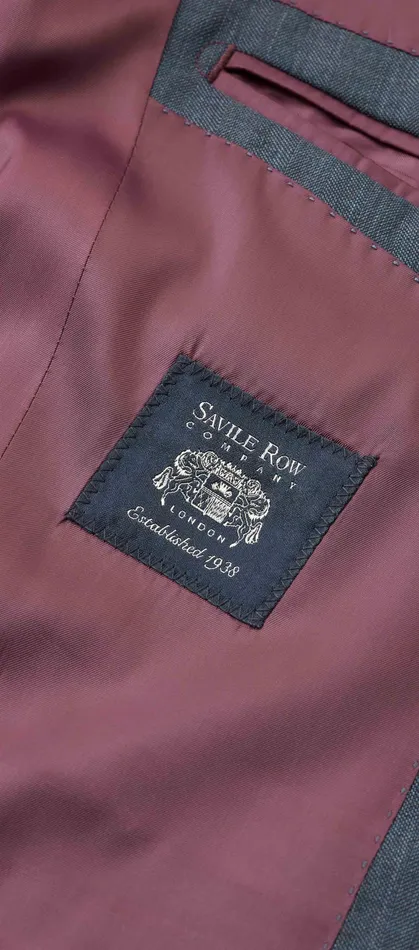 SAVILE ROW
COMPANY
LONDON
Established 1938